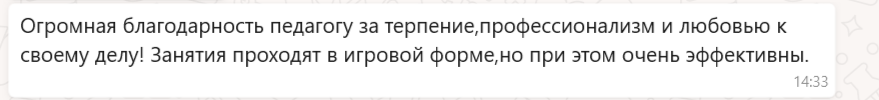 Огромная благодарность педагогу за терпение,профессионализм и любовью к
своему делу! Занятия проходят в игровой форме,но при этом очень эффективны.
14:33